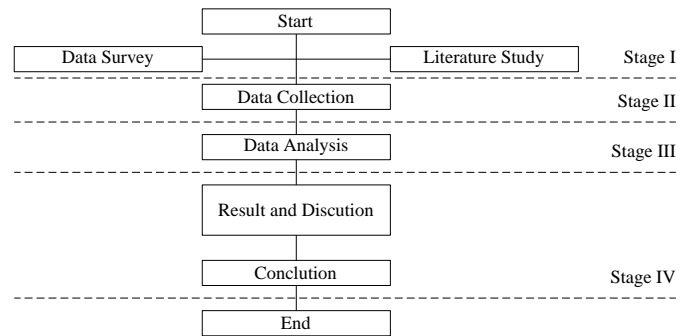 Start
Data Survey
Literature Study
Stage I
Data Collection
Stage II
Data Analysis
Stage III
Result and Discution
Conclution
Stage IV
End